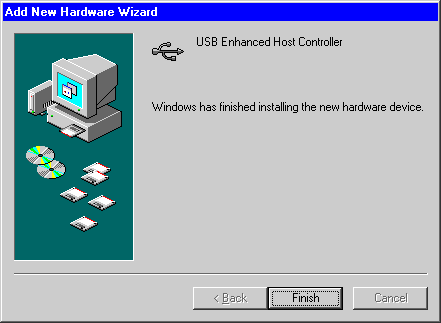 Add New Hardware Wizard
USB Enhanced Host Controller
Windows has finished installing the new hardware device.
< Back
Finish
Cancel